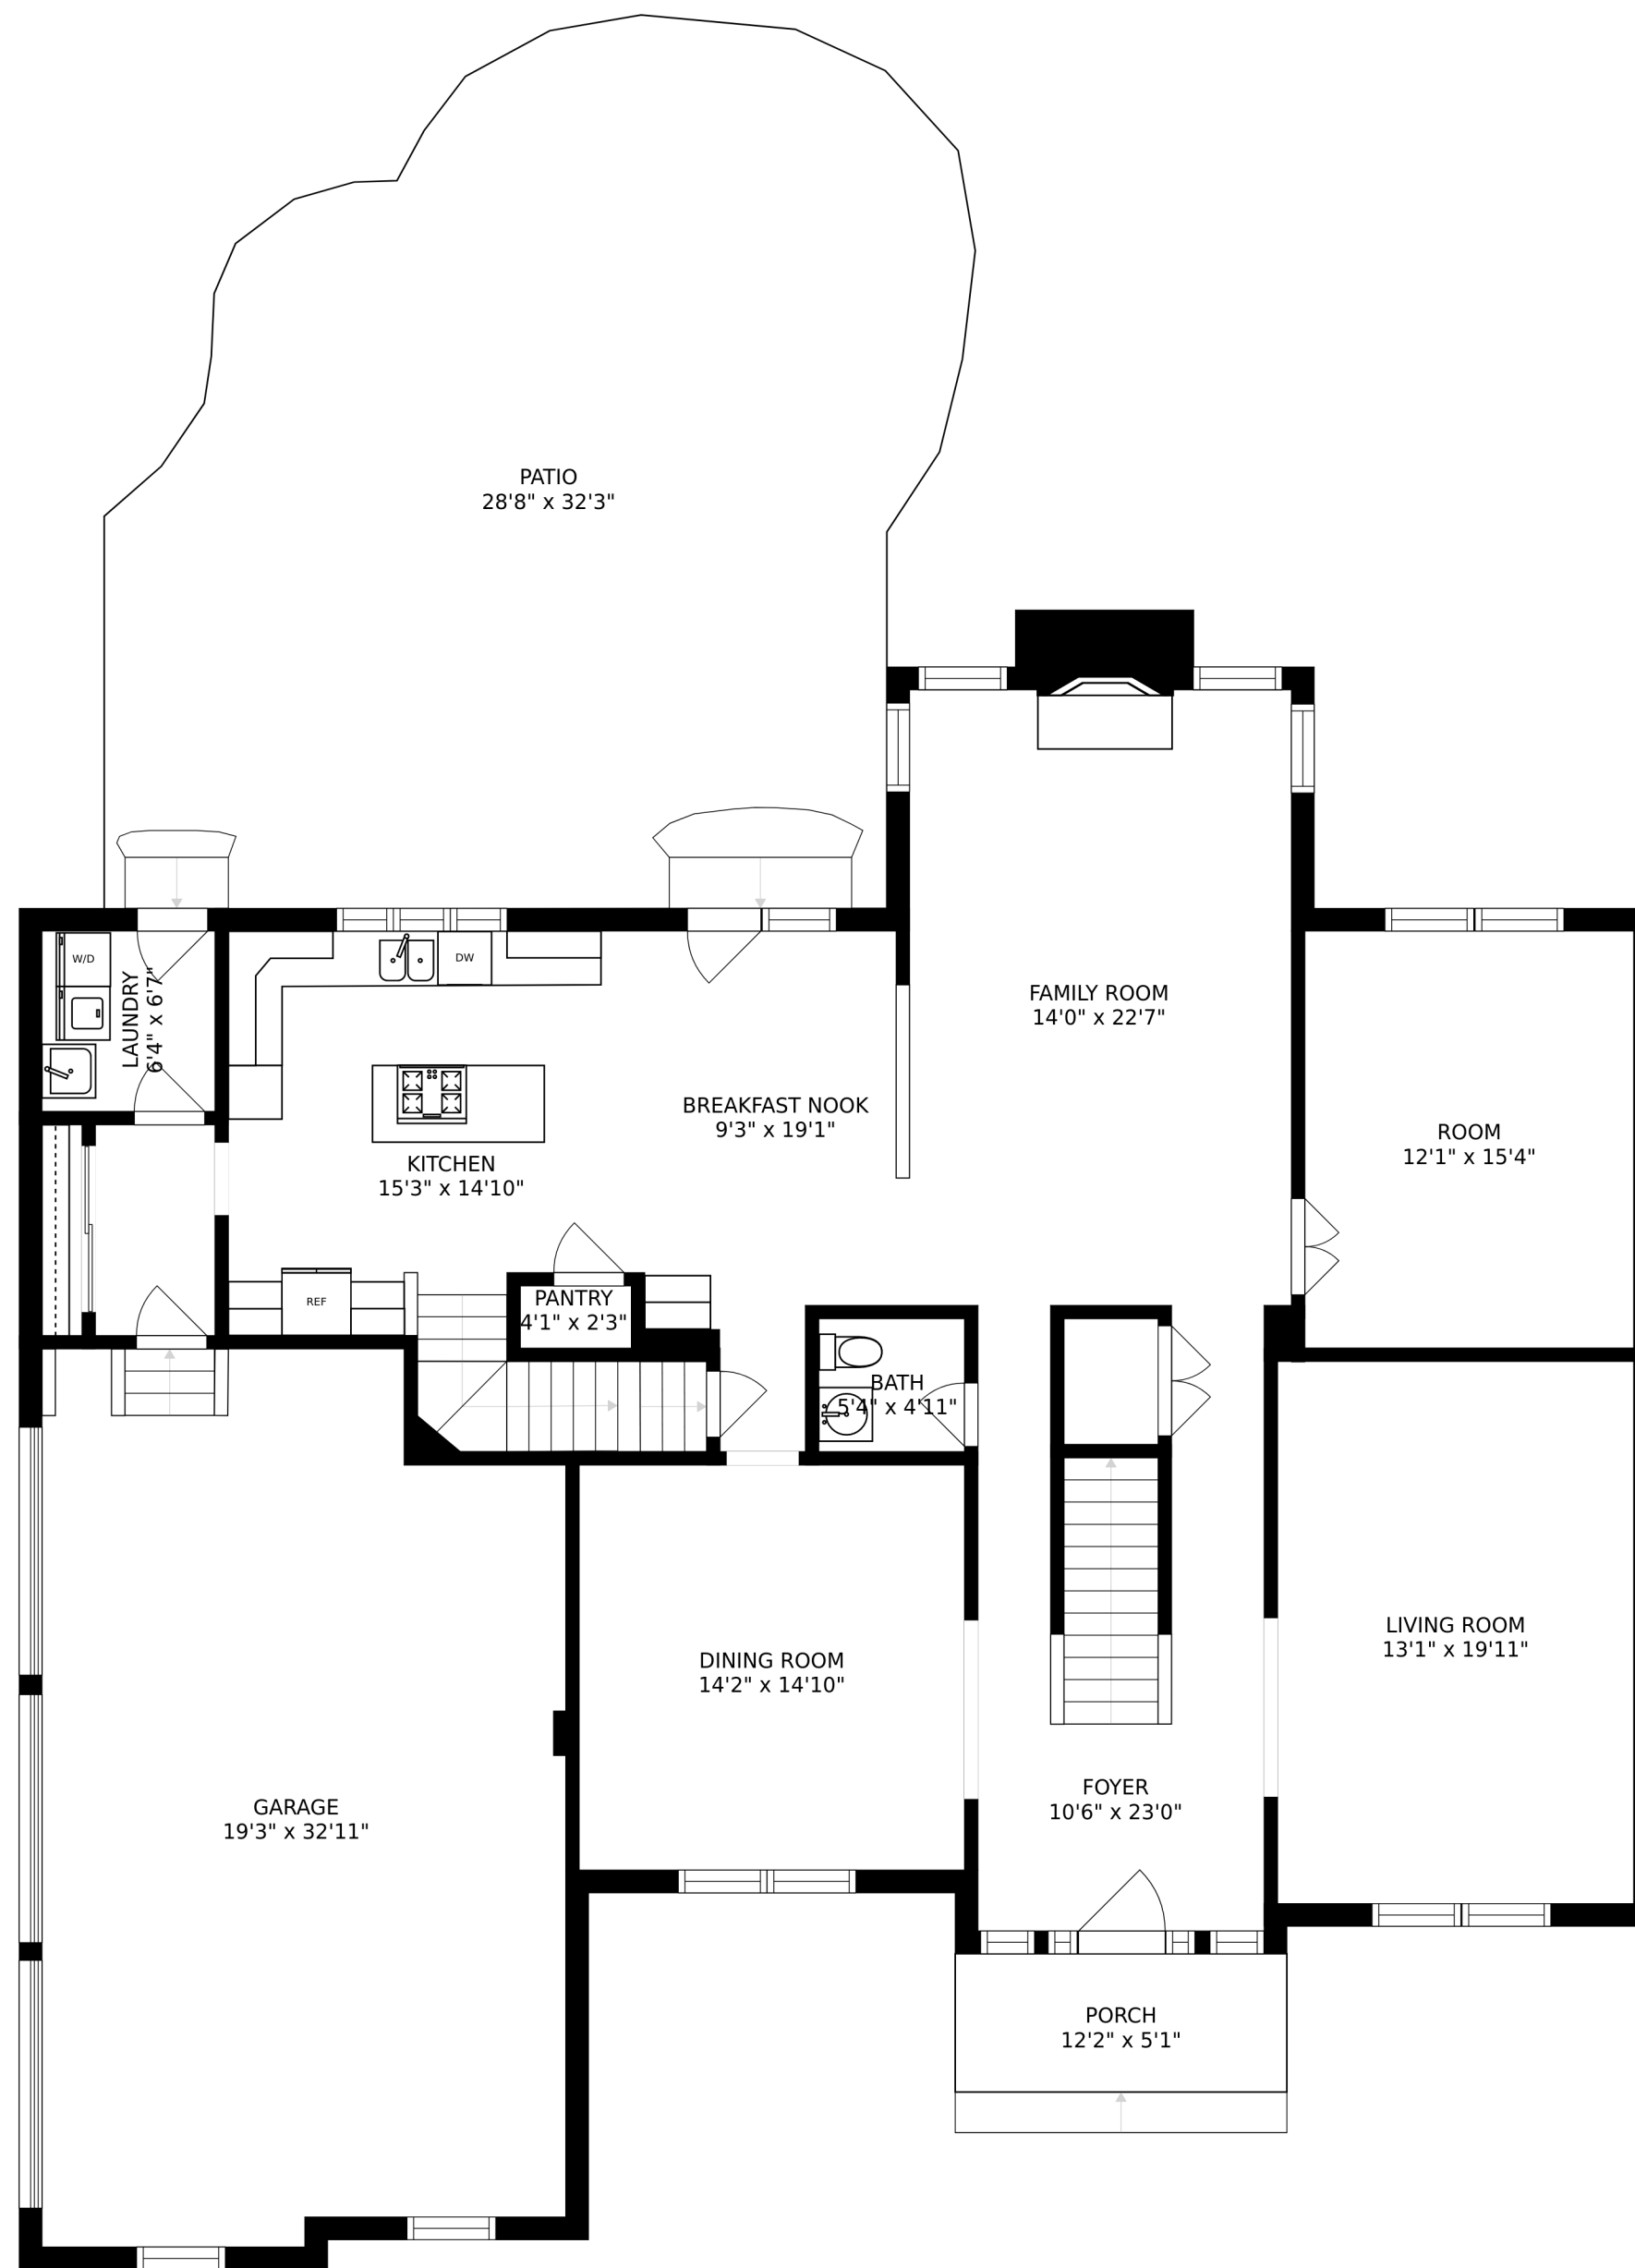 PATIO
28'8" x 32'3"
W/D
LAUNDRY
6'4" x 6'7"
DW
FAMILY ROOM
14'0" x 22'7"
BREAKFAST NOOK
9'3" x 19'1"
KITCHEN
15'3" x 14'10"
ROOM
12'1" x 15'4"
REF
PANTRY
4'1" x 2'3"
BATH
5'4" x 4'11"
LIVING ROOM
13'1" x 19'11"
DINING ROOM
14'2" x 14'10"
FOYER
10'6" x 23'0"
GARAGE
19'3" x 32'11"
PORCH
12'2" x 5'1"